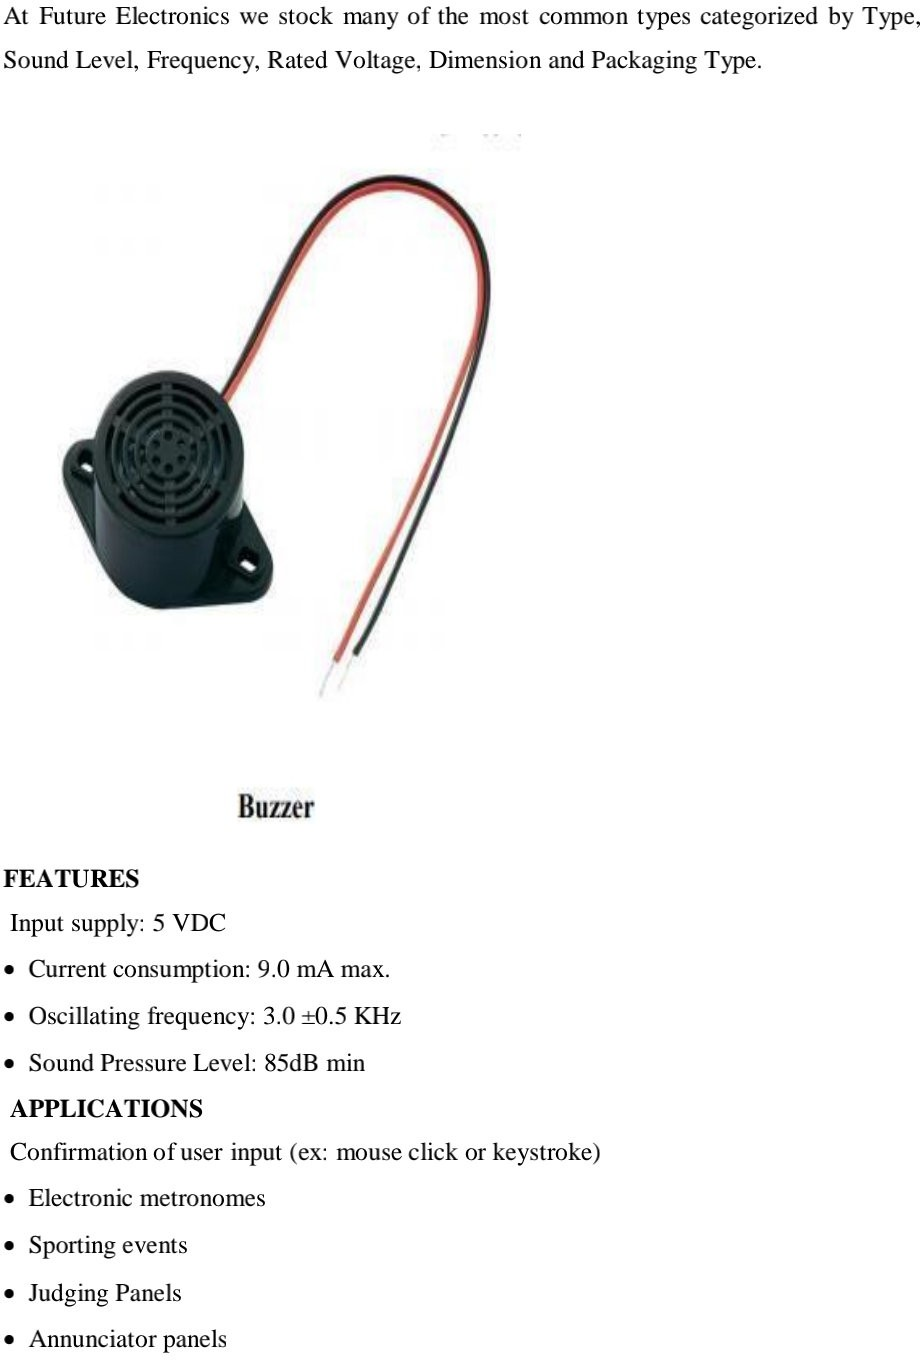 At Future Electronics we stock many of the most common types categorized by Type,
Sound Level, Frequency, Rated Voltage, Dimension and Packaging Type.
Buzzer
FEATURES
Input supply: 5 VDC
• Current consumption: 9.0 mA max.
• Oscillating frequency: 3.0 ±0.5 KHz
• Sound Pressure Level: 85dB min
APPLICATIONS
Confirmation of user input (ex: mouse click or keystroke)
• Electronic metronomes
• Sporting events
• Judging Panels
• Annunciator panels